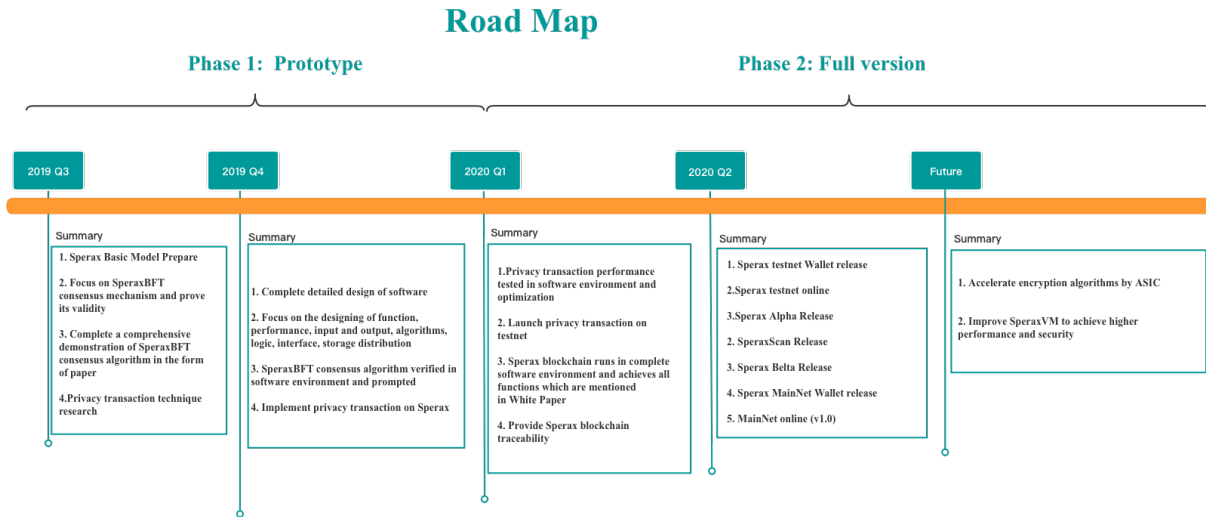 Road Map
Phase 1: Prototype
Phase 2: Full version
2019 Q3
2019 Q4
2020 Q1
2020 Q2
Future
Summary
1. Sperax Basic Model Prepare
2. Focus on SperaxBFT
consensus mechanism and prove
its validity
3. Complete a comprehensive
demonstration of SperaxBFT
consensus algorithm in the form
of paper
4.Privacy transaction technique
research
Summary
1. Complete detailed design of software
2. Focus on the designing of function,
performance, input and output, algorithms,
logic, interface, storage distribution
3. SperaxBFT consensus algorithm verified in
software environment and prompted
4. Implement privacy transaction on Sperax
Summary
1.Privacy transaction performance
tested in software environment and
optimization
2. Launch privacy transaction on
testnet
3. Sperax blockchain runs in complete
software environment and achieves all
functions which are mentioned
in White Paper
4. Provide Sperax blockchain
traceability
Summary
1. Sperax testnet Wallet release
2.Sperax testnet online
3.Sperax Alpha Release
2. SperaxScan Release
3. Sperax Belta Release
4. Sperax MainNet Wallet release
5. MainNet online (v1.0)
Summary
1. Accelerate encryption algorithms by ASIC
2. Improve SperaxVM to achieve higher
performance and security